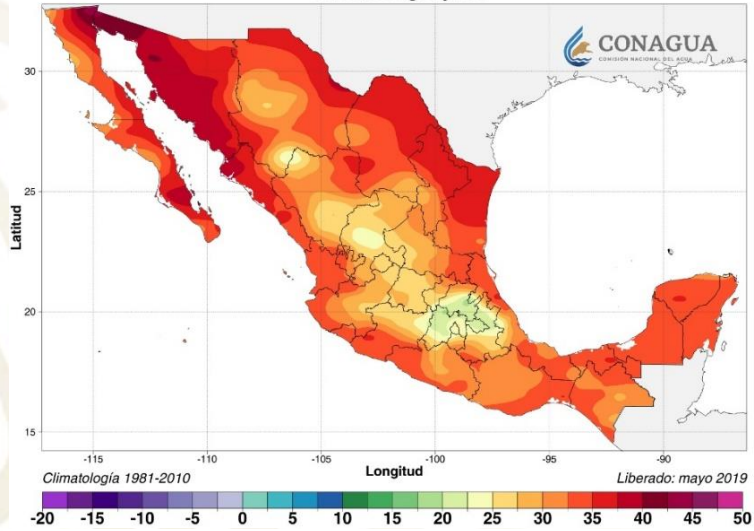 CONAGUA
COMISIÓN NACIONAL DEL AGUA
30
25
20
15
Latitud
-115
-110
-105
-100
-95
-90
Longitud
Climatología 1981-2010
Liberado: mayo 2019
-20 -15 -10 -5 0 5 10 15 20 25 30 35 40 45 50